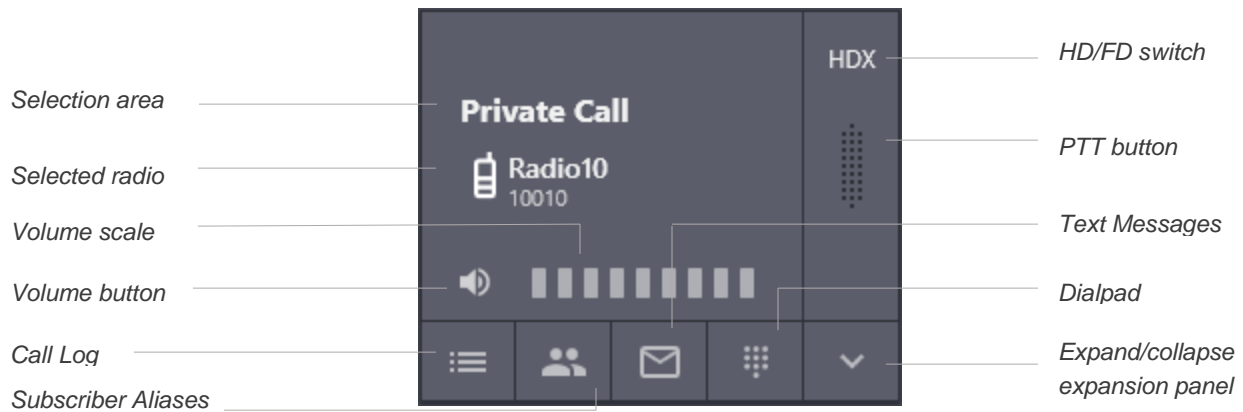 Selection area
Selected radio
Volume scale
Volume button
Call Log
Subscriber Aliases
Private Call
Radio10
10010
HDX
HD/FD switch
PTT button
Text Messages
Dialpad
Expand/collapse
expansion panel